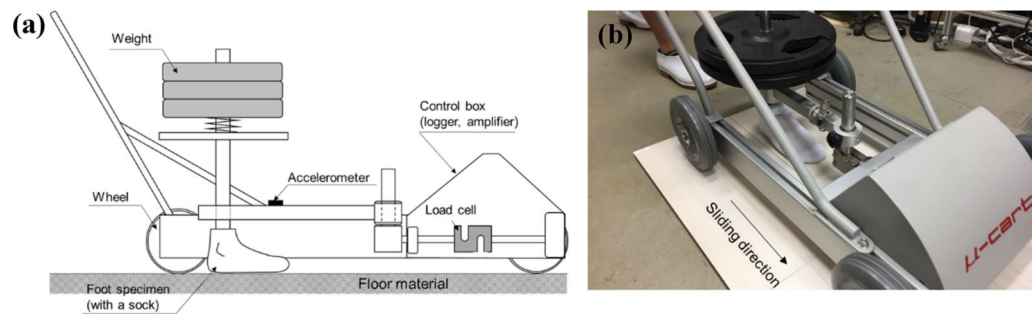 (a)
Weight
Control box
(logger, amplifier)
Accelerometer
Wheel
Load cell
Foot specimen
(with a sock)
Floor material
(b)
Sliding direction
μ-cart